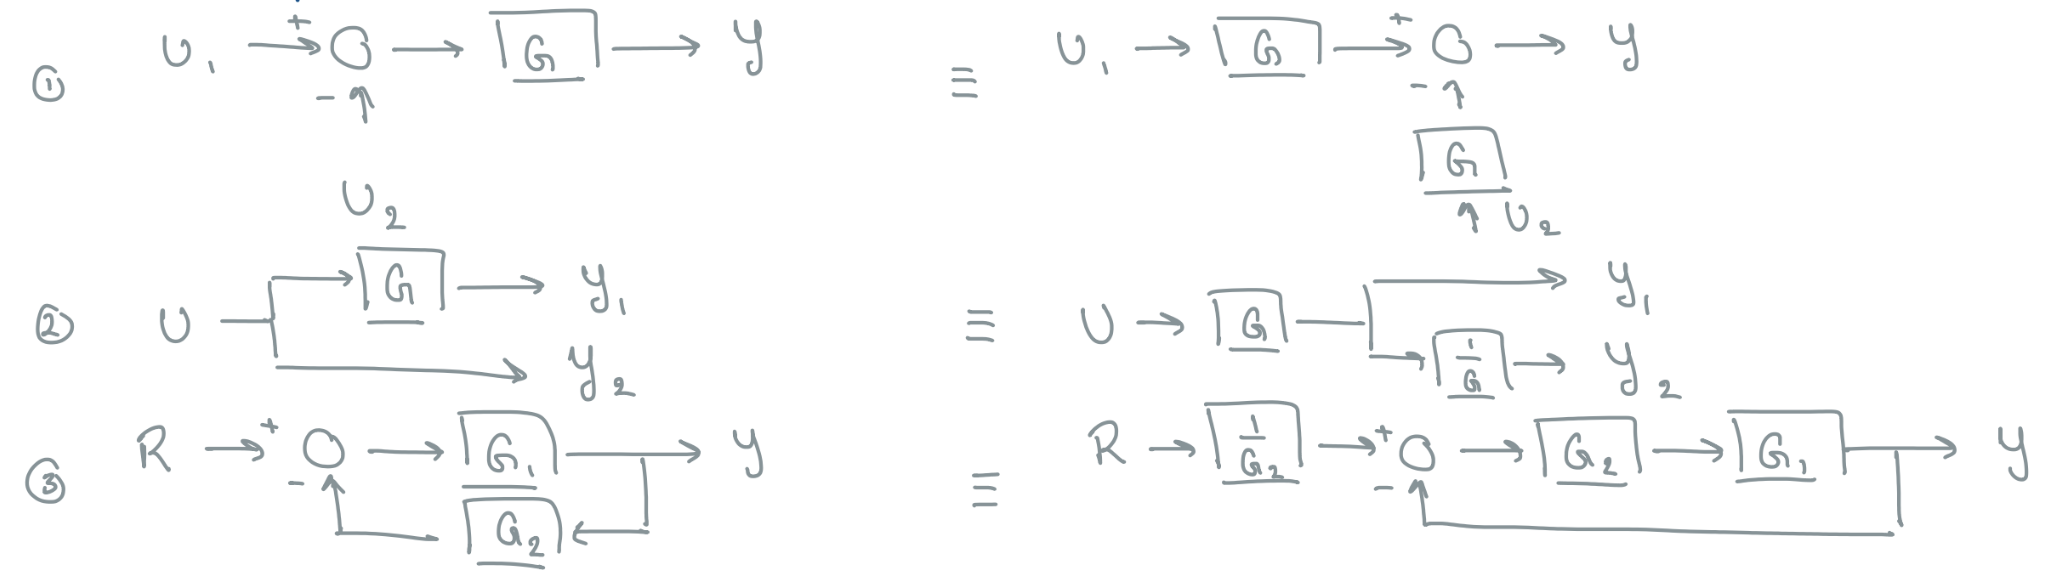 U₁ + G y ≡ U₁ G + y
① - -
G
U₂ U₂
G y₁ y₁
② U ≡ U G
y₂ 1/G y₂
R + G₁ y ≡ R 1/G₂ + G₂ G₁ y
③ - -
G₂